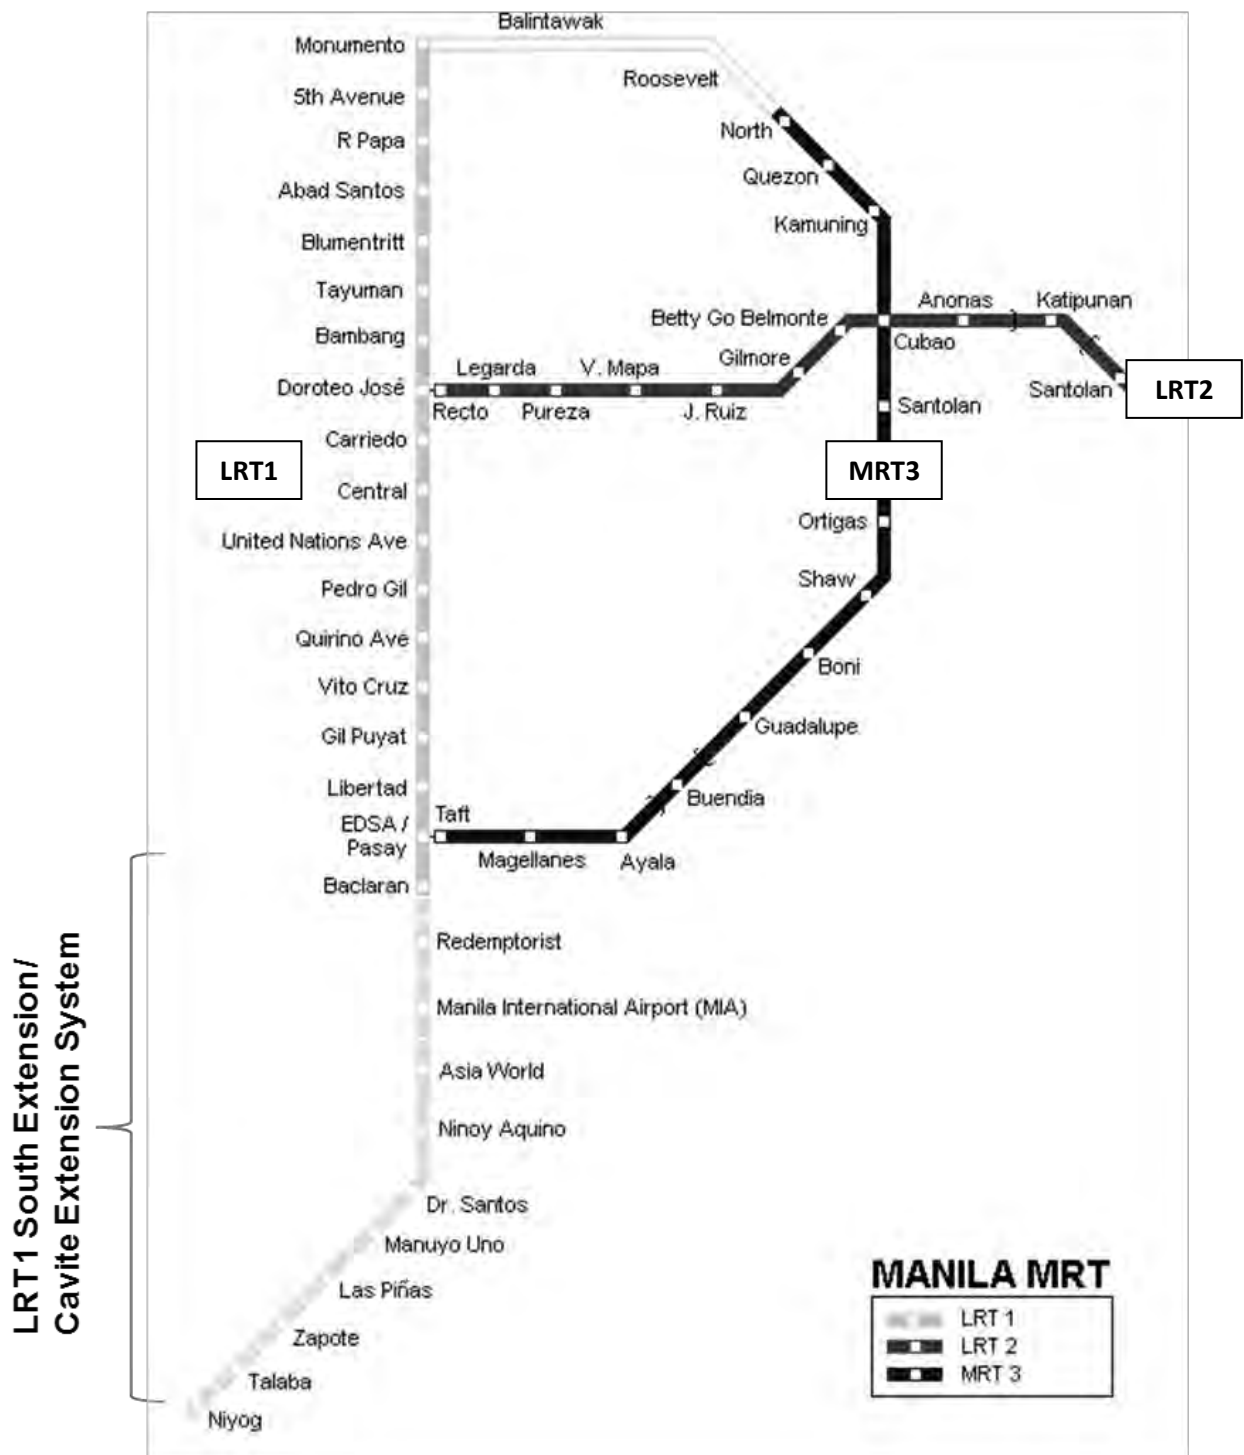 Balintawak
Monumento
Roosevelt
5th Avenue
North
R Papa
Quezon
Abad Santos
Kamuning
Blumentritt
Tayuman
Anonas
Katipunan
Betty Go Belmonte
Bambang
Cubao
Gilmore
Legarda
V. Mapa
Doroteo José
Santolan
LRT2
Recto
Pureza
J. Ruiz
Santolan
Carriedo
LRT1
MRT3
Central
Ortigas
United Nations Ave
Shaw
Pedro Gil
Quirino Ave
Boni
Vito Cruz
Guadalupe
Gil Puyat
Libertad
Buendia
Taft
EDSA /
Pasay
Magellanes
Ayala
Baclaran
LRT1 South Extension/
Cavite Extension System
Redemptorist
Manila International Airport (MIA)
Asia World
Ninoy Aquino
Dr. Santos
Manuyo Uno
Las Piñas
Zapote
Talaba
Niyog
MANILA MRT
LRT 1
LRT 2
MRT 3